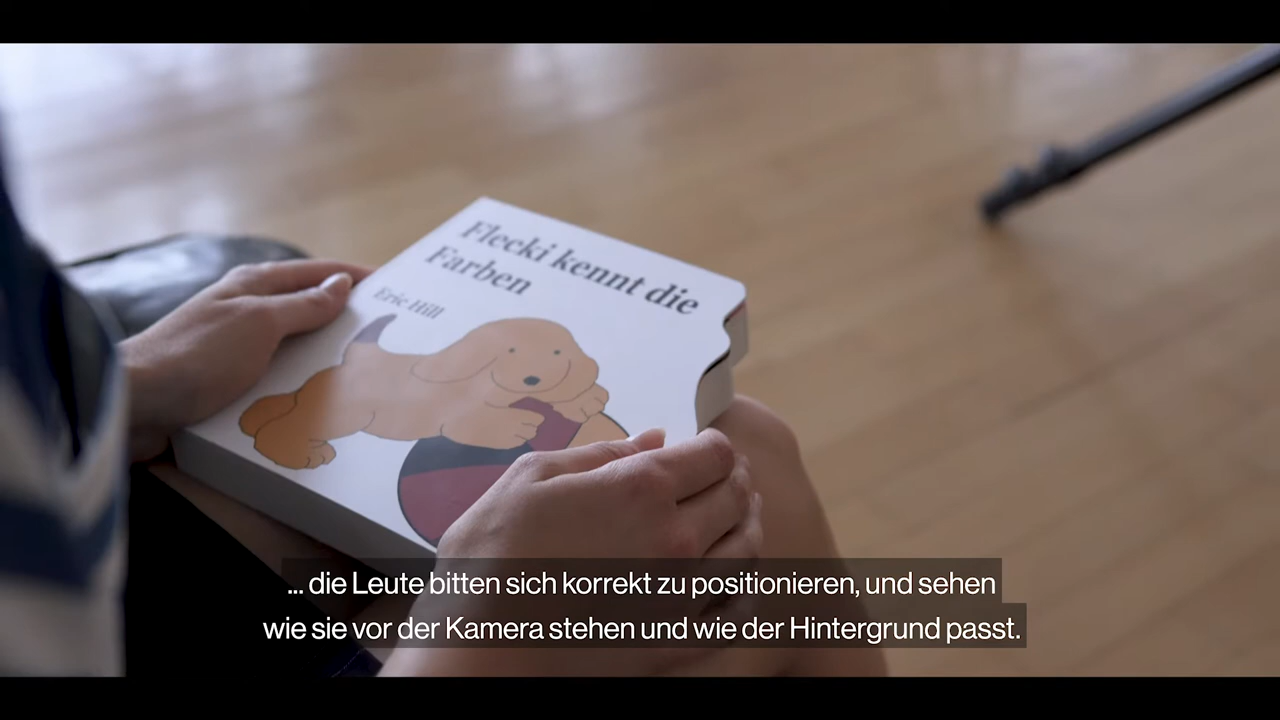 Flecki kennt die
Farben
Eric Hill
... die Leute bitten sich korrekt zu positionieren, und sehen
wie sie vor der Kamera stehen und wie der Hintergrund passt.